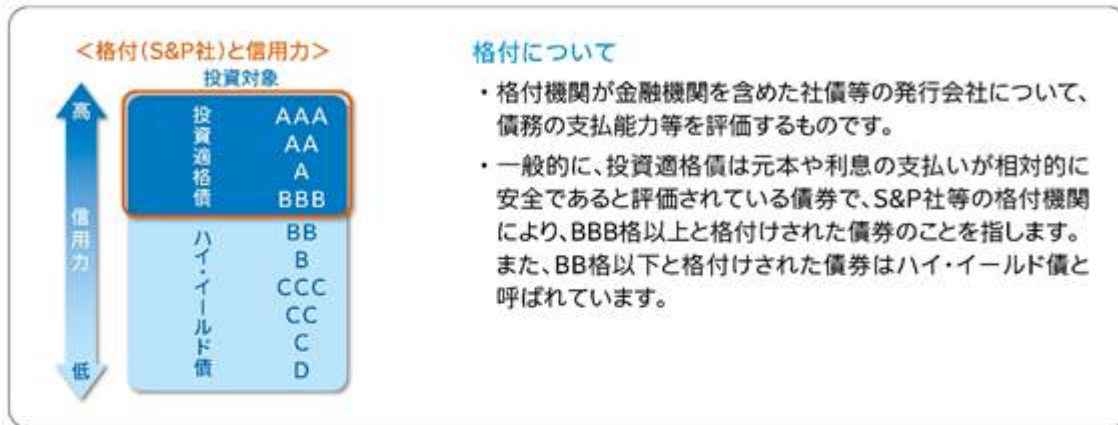 <格付(S&P社)と信用力>
投資対象
高
信用力
低
投資適格債
AAA
AA
A
BBB
ハイ・イールド債
BB
B
CCC
CC
C
D
格付について
・格付機関が金融機関を含めた社債等の発行会社について、
債務の支払能力等を評価するものです。
・一般的に、投資適格債は元本や利息の支払いが相対的に
安全であると評価されている債券で、S&P社等の格付機関
により、BBB格以上と格付けされた債券のことを指します。
また、BB格以下と格付けされた債券はハイ・イールド債と
呼ばれています。